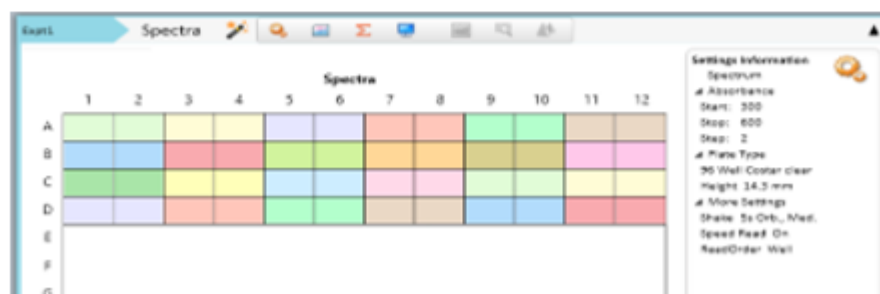 Expt1
Spectra
Spectra
1 2 3 4 5 6 7 8 9 10 11 12
A
B
C
D
E
F
G
Settings Information
Spectrum
Absorbance
Start: 300
Stop: 600
Step: 2
Plate Type
96 Well Costar clear
Height 14.3 mm
More Settings
Shake 5s Orb., Med.
Speed Read On
ReadOrder Well